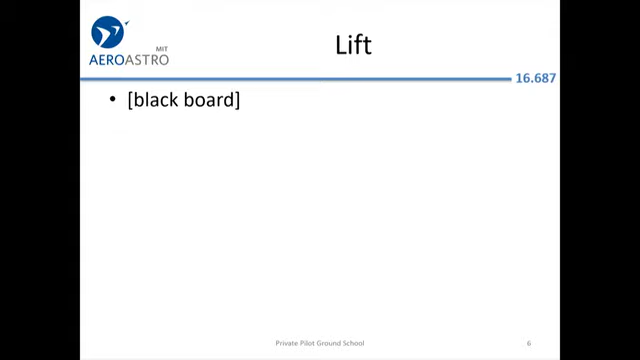 MIT
AEROASTRO
Lift
16.687
• [black board]
Private Pilot Ground School
6